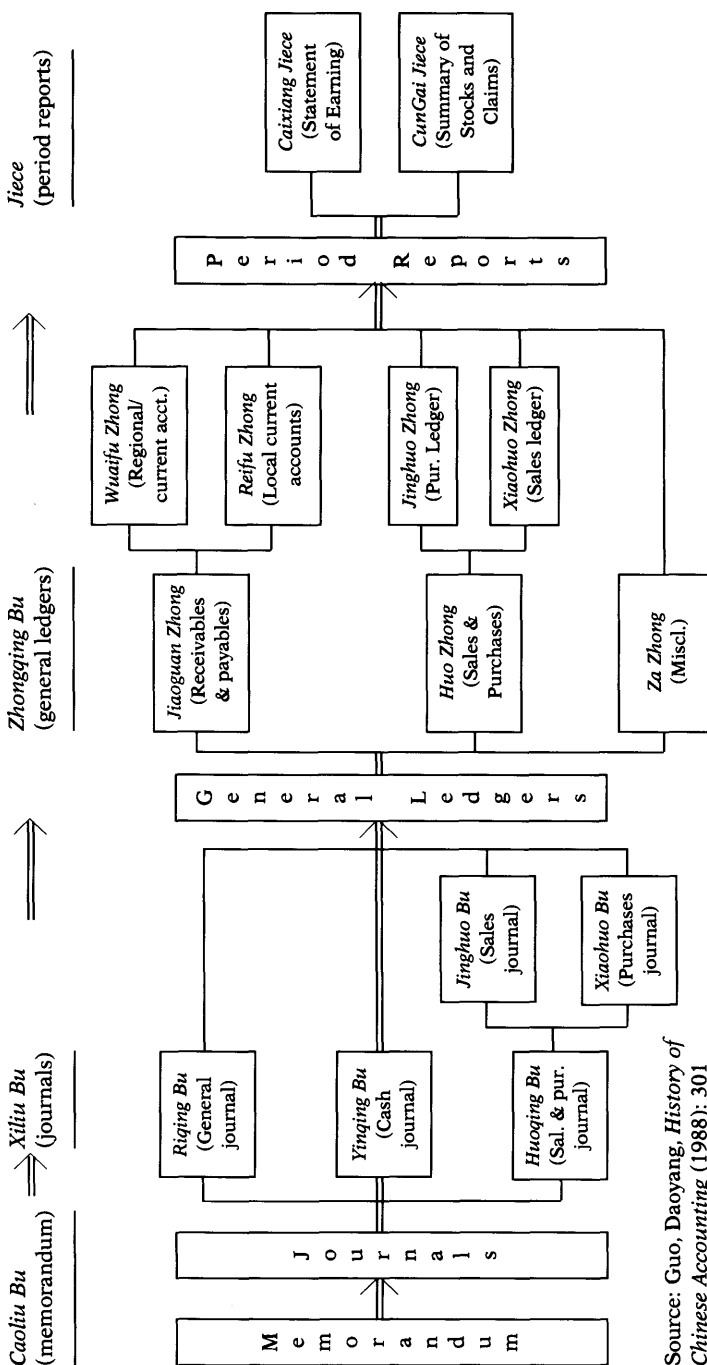 Caoliu Bu
(memorandum)
Xiliu Bu
(journals)
Zhongqing Bu
(general ledgers)
Jiece
(period reports)
Memorandum
Journals
Riqing Bu
(General
journal)
Yinqing Bu
(Cash
journal)
Huoqing Bu
(Sal. & pur.
journal)
Jinghuo Bu
(Sales
journal)
Xiaohuo Bu
(Purchases
journal)
General Ledgers
Jiaoguan Zhong
(Receivables
& payables)
Huo Zhong
(Sales &
Purchases)
Za Zhong
(Miscl.)
Wuaifu Zhong
(Regional/
current acct.)
Reifu Zhong
(Local current
accounts)
Jinghuo Zhong
(Pur. Ledger)
Xiaohuo Zhong
(Sales ledger)
Period Reports
Caixiang Jiece
(Statement
of Earning)
CunGai Jiece
(Summary of
Stocks and
Claims)
Source: Guo, Daoyang, History of
Chinese Accounting (1988): 301